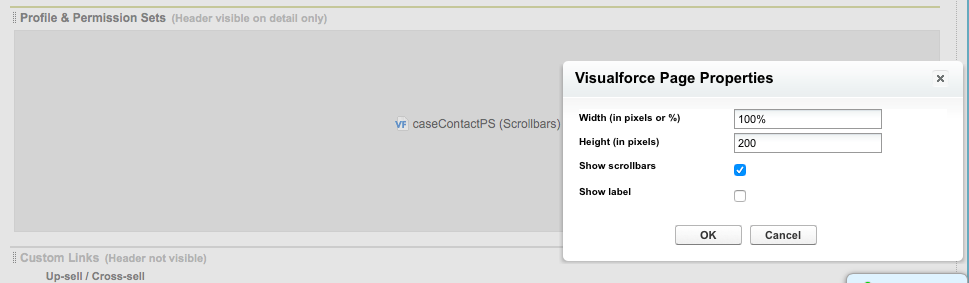 Profile & Permission Sets (Header visible on detail only)
Visualforce Page Properties
Width (in pixels or %) 100%
VF caseContactPS (Scrollbars)
Height (in pixels) 200
Show scrollbars
Show label
OK Cancel
Custom Links (Header not visible)
Up-sell / Cross-sell